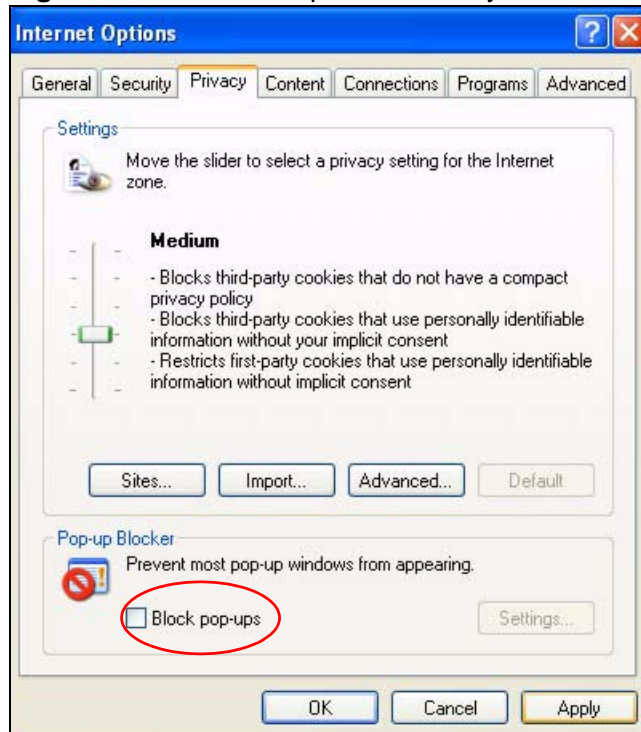 Internet Options
General Security Privacy Content Connections Programs Advanced
Settings
Move the slider to select a privacy setting for the Internet
zone.
Medium
- Blocks third-party cookies that do not have a compact
privacy policy
- Blocks third-party cookies that use personally identifiable
information without your implicit consent
- Restricts first-party cookies that use personally identifiable
information without implicit consent
Sites... Import... Advanced... Default
Pop-up Blocker
Prevent most pop-up windows from appearing.
Block pop-ups Settings...
OK Cancel Apply